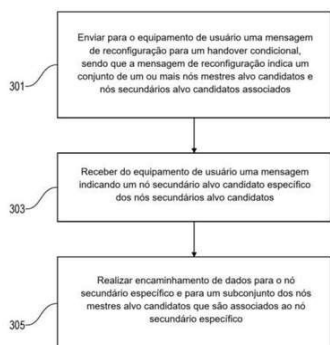 Enviar para o equipamento de usuário uma mensagem
de reconfiguração para um handover condicional,
sendo que a mensagem de reconfiguração indica um
conjunto de um ou mais nós mestres alvo candidatos e
nós secundários alvo candidatos associados
301
Receber do equipamento de usuário uma mensagem
indicando um nó secundário alvo candidato específico
dos nós secundários alvo candidatos
303
Realizar encaminhamento de dados para o nó
secundário específico e para um subconjunto dos nós
mestres alvo candidatos que são associados ao nó
secundário específico
305